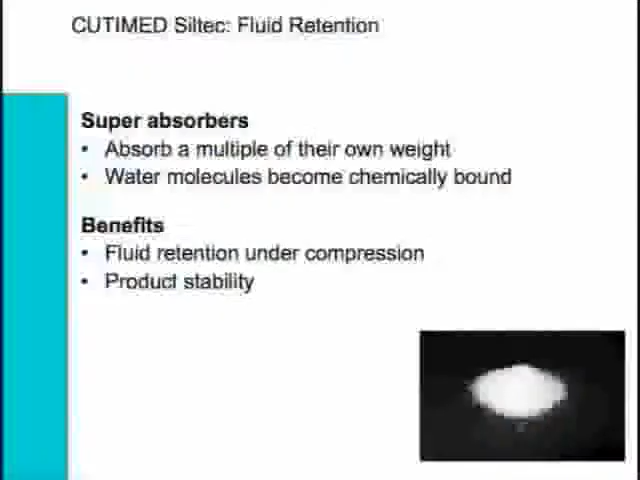 CUTIMED Siltec: Fluid Retention
Super absorbers
• Absorb a multiple of their own weight
• Water molecules become chemically bound
Benefits
• Fluid retention under compression
• Product stability